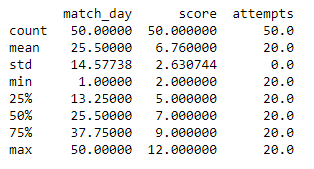 match_day score attempts
count 50.00000 50.000000 50.0
mean 25.50000 6.760000 20.0
std 14.57738 2.630744 0.0
min 1.00000 2.000000 20.0
25% 13.25000 5.000000 20.0
50% 25.50000 7.000000 20.0
75% 37.75000 9.000000 20.0
max 50.00000 12.000000 20.0